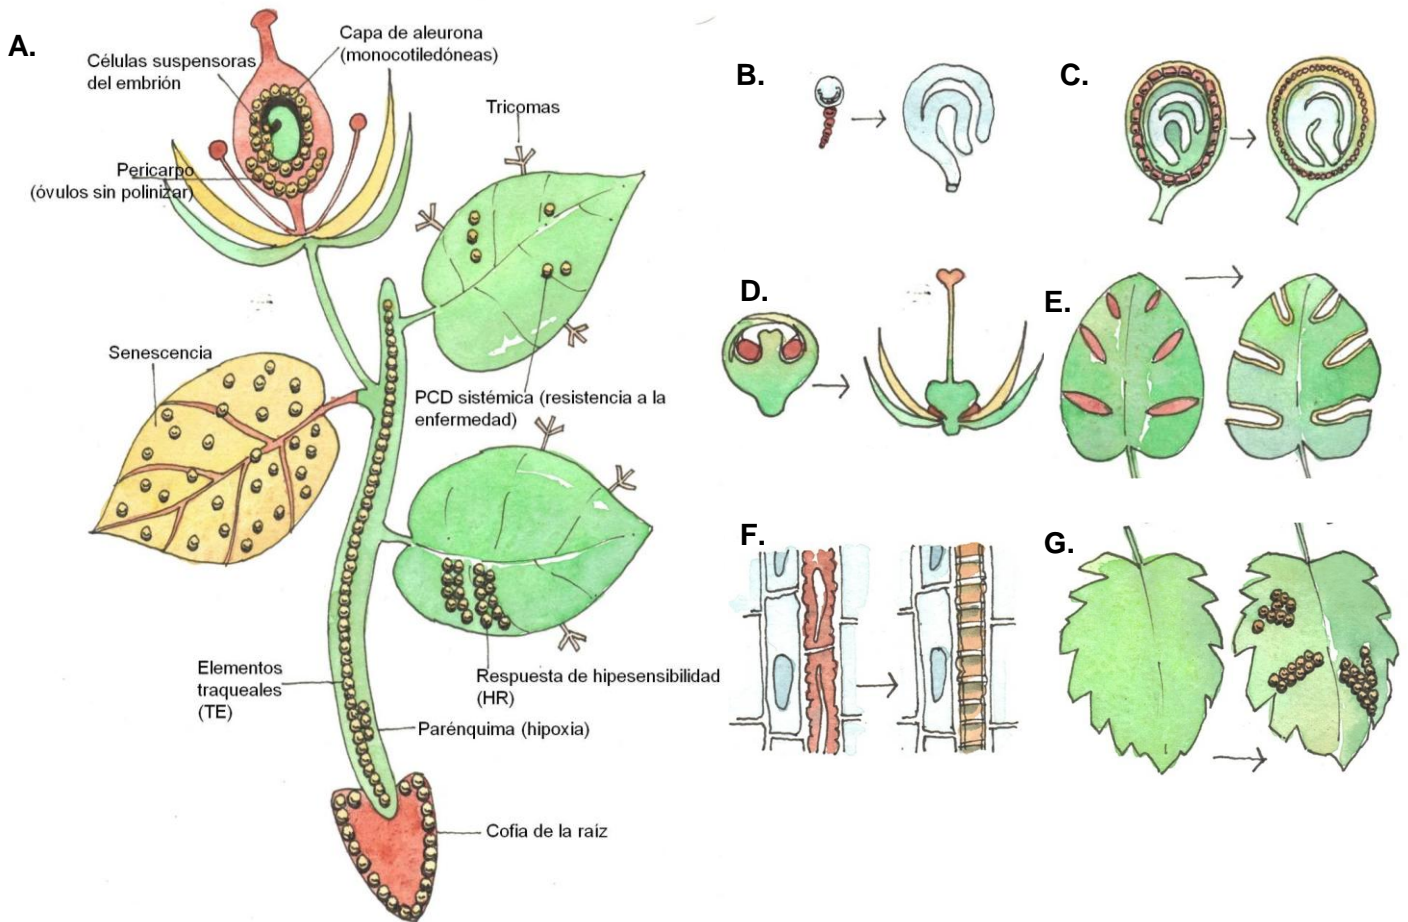 A.
Células suspensoras
del embrión
Capa de aleurona
(monocotiledóneas)
Tricomas
Pericarpo
(óvulos sin polinizar)
Senescencia
PCD sistémica (resistencia a la
enfermedad)
Elementos
traqueales
(TE)
Respuesta de hipesensibilidad
(HR)
Parénquima (hipoxia)
Cofia de la raíz
B.
C.
D.
E.
F.
G.